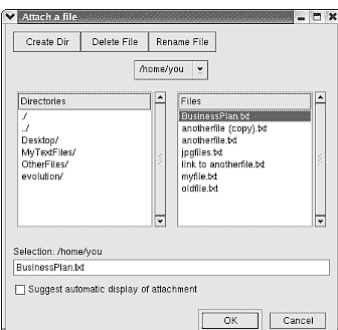 Attach a file
Create Dir Delete File Rename File
/home/you
Directories
./
../
Desktop/
MyTextFiles/
OtherFiles/
evolution/
Files
BusinessPlan.txt
anotherfile (copy).txt
anotherfile.txt
jpgfiles.txt
link to anotherfile.txt
myfile.txt
oldfile.txt
Selection: /home/you
BusinessPlan.txt
Suggest automatic display of attachment
OK Cancel